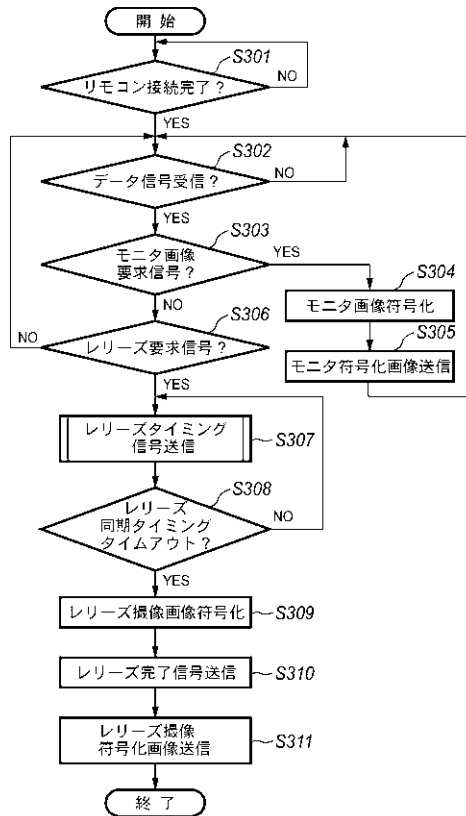 開 始
S301
リモコン接続完了？
NO
YES
S302
データ信号受信？
NO
YES
S303
モニタ画像
要求信号？
YES
NO
S304
モニタ画像符号化
S305
モニタ符号化画像送信
S306
レリーズ要求信号？
NO
YES
レリーズタイミング
信号送信
S307
S308
レリーズ
同期タイミング
タイムアウト？
NO
YES
レリーズ撮像画像符号化
S309
レリーズ完了信号送信
S310
レリーズ撮像
符号化画像送信
S311
終 了